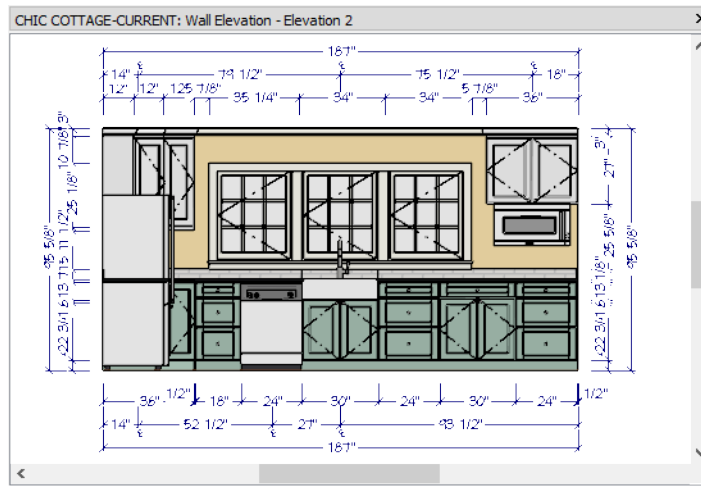 CHIC COTTAGE-CURRENT: Wall Elevation - Elevation 2
187"
14" 79 1/2" 75 1/2" 18"
12" 12" 125 7/8" 35 1/4" 34" 34" 5 7/8" 36"
3"
10 7/8"
25 1/8"
95 5/8"
3"
27"
25 5/8"
95 5/8"
36" 1/2" 18" 24" 30" 24" 30" 24" 1/2"
14" 52 1/2" 27" 93 1/2"
187"